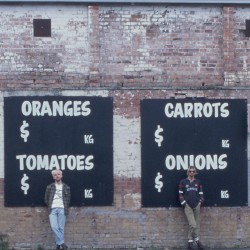 ORANGES
$ KG
TOMATOES
$ KG
CARROTS
$ KG
ONIONS
$ KG